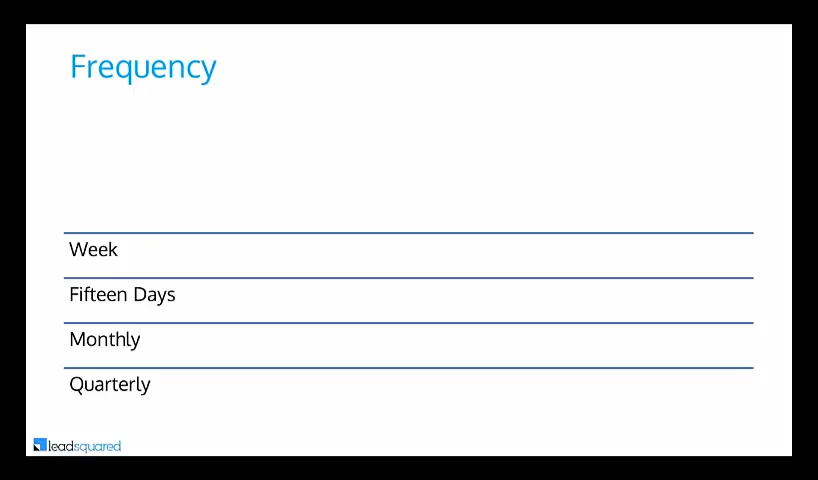 Frequency
Week
Fifteen Days
Monthly
Quarterly
leadsquared